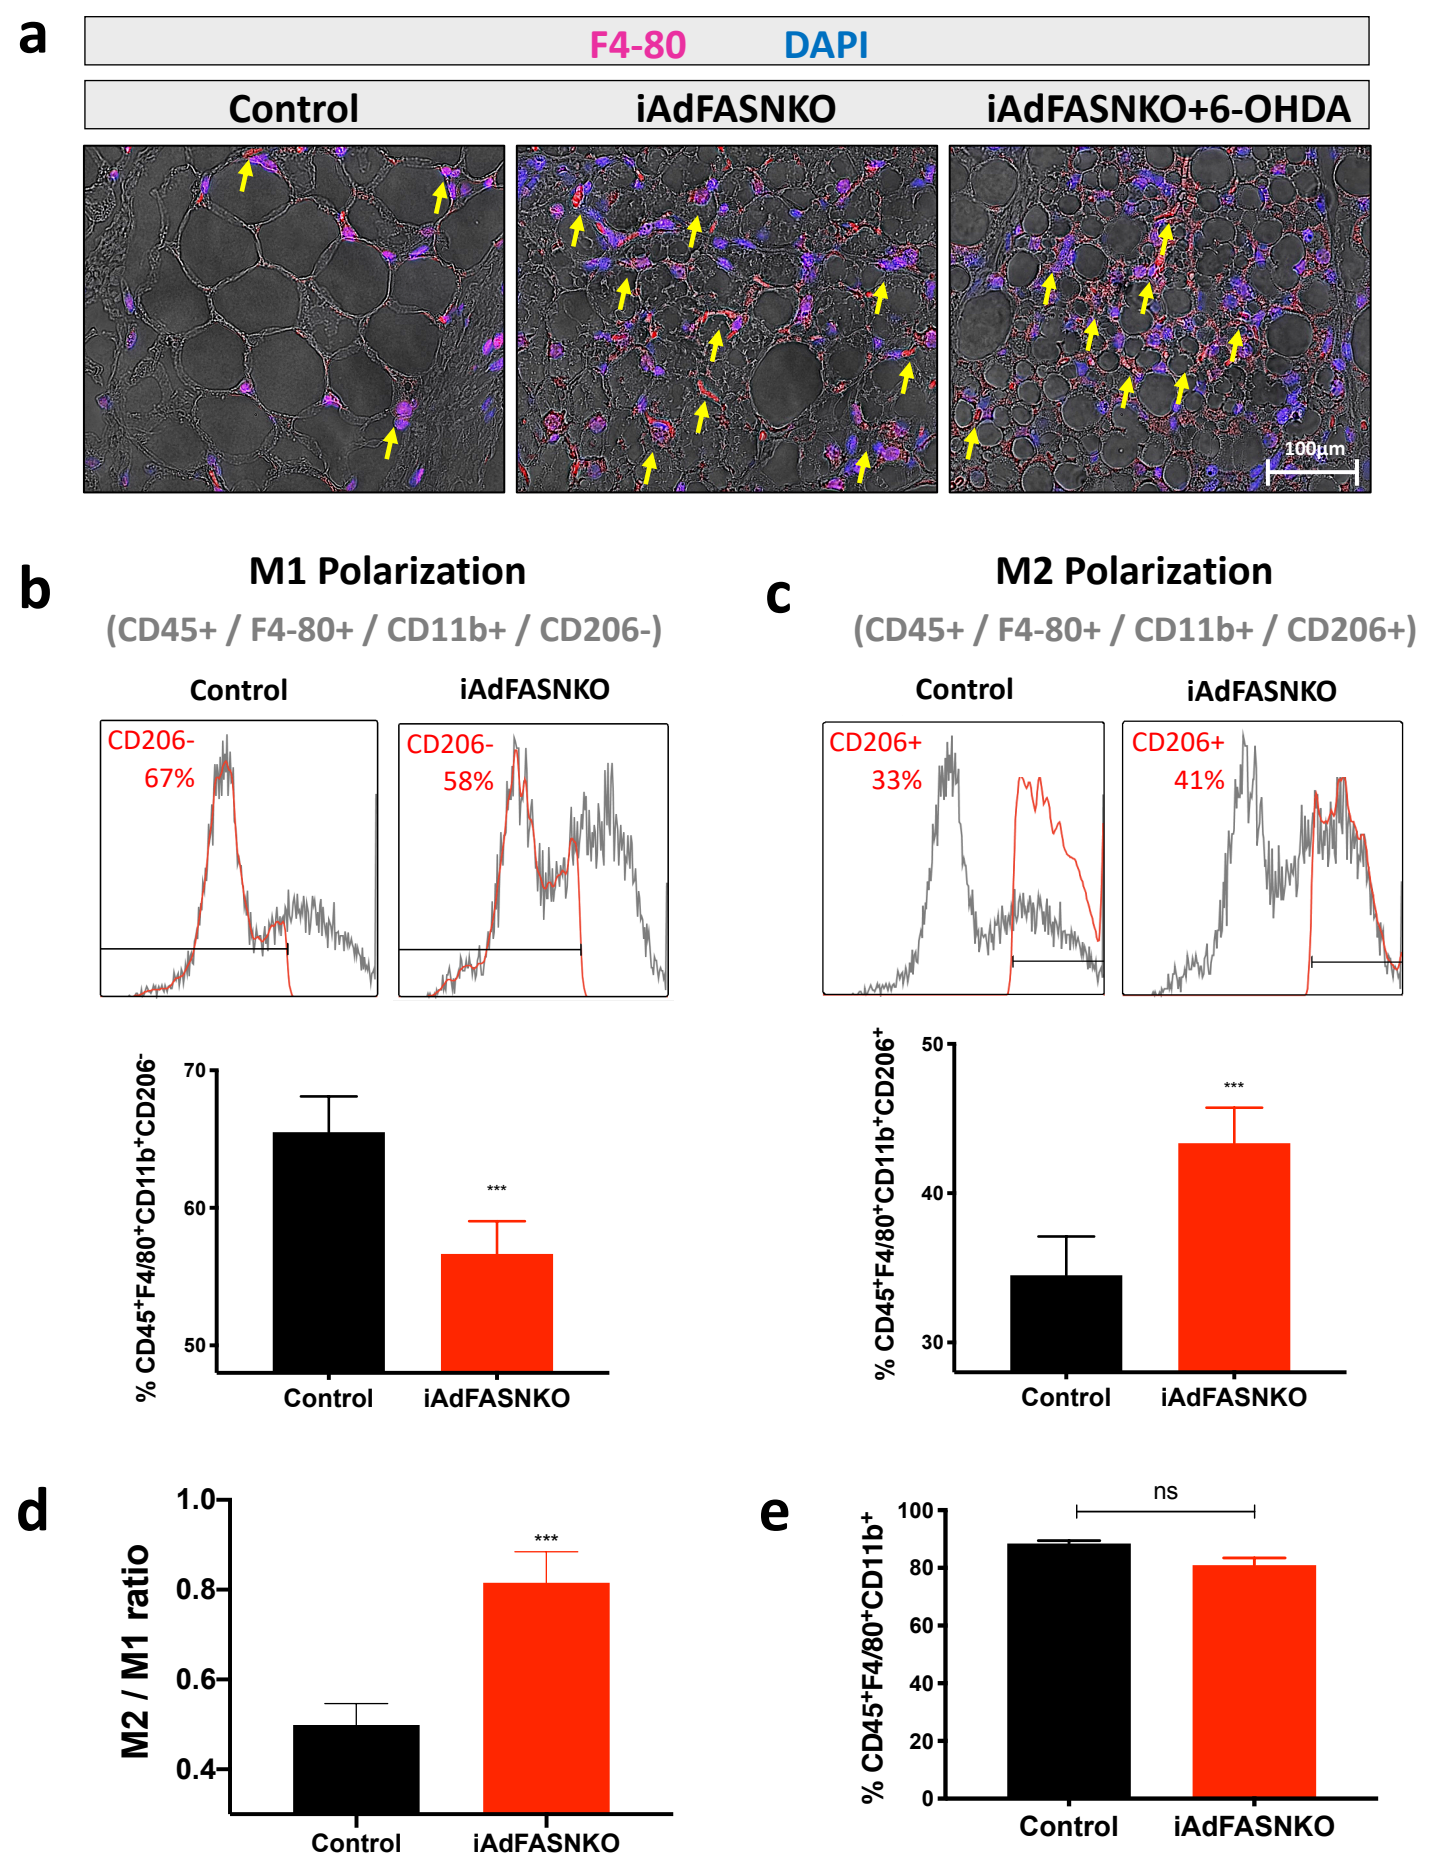 a
F4-80 DAPI
Control iAdFASNKO iAdFASNKO+6-OHDA
100µm
b
M1 Polarization
(CD45+ / F4-80+ / CD11b+ / CD206-)
Control iAdFASNKO
CD206-
67%
CD206-
58%
% CD45+F4/80+CD11b+CD206-
70
60
50
***
Control iAdFASNKO
c
M2 Polarization
(CD45+ / F4-80+ / CD11b+ / CD206+)
Control iAdFASNKO
CD206+
33%
CD206+
41%
% CD45+F4/80+CD11b+CD206+
50
40
30
***
Control iAdFASNKO
d
M2 / M1 ratio
1.0
0.8
0.6
0.4
***
Control iAdFASNKO
e
% CD45+F4/80+CD11b+
100
80
60
40
20
0
ns
Control iAdFASNKO